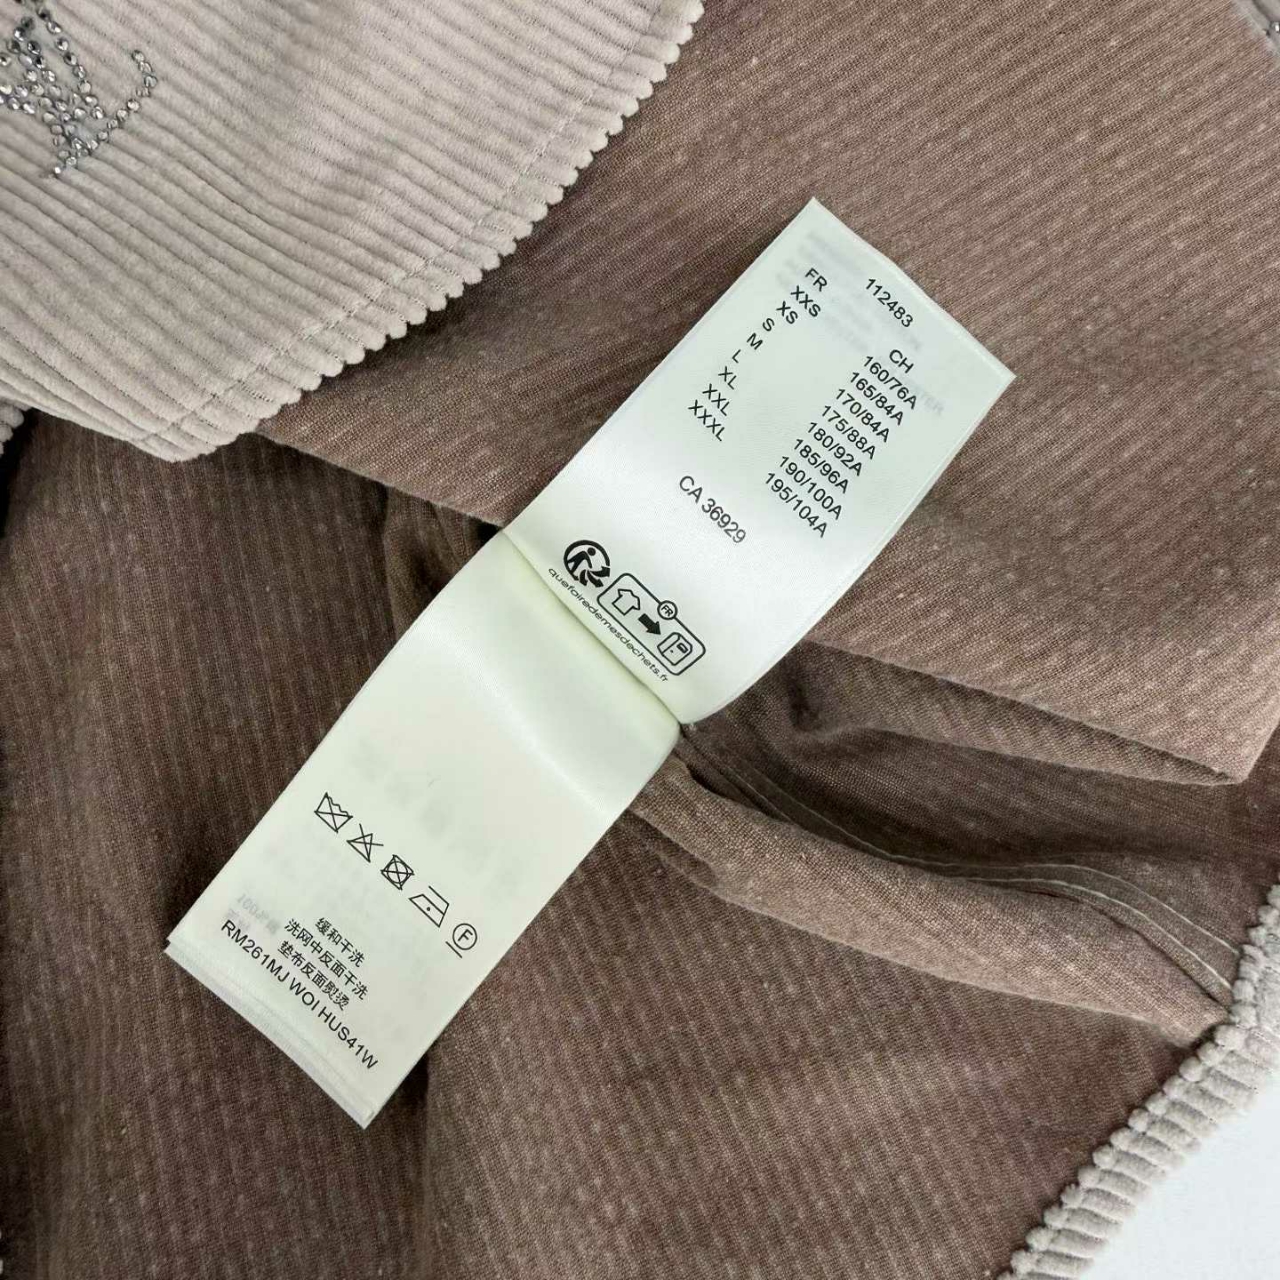 112483
FR CH
XXS 160/76A
XS 165/84A
S 170/84A
M 175/88A
L 180/92A
XL 185/96A
XXL 190/100A
XXXL 195/104A
CA 36929
FR
quefairedemesdechets.fr
F
缓和干洗
洗网中反面干洗
垫布反面熨烫
RM261MJ WOI HUS41W